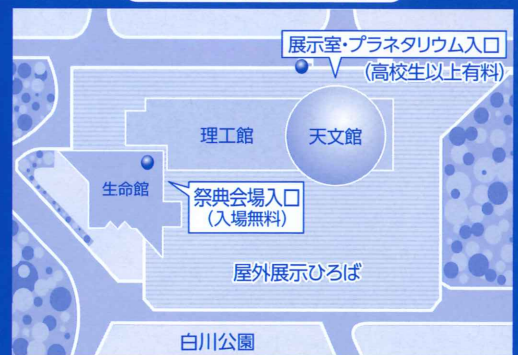 展示室・プラネタリウム入口
(高校生以上有料)
理工館
天文館
生命館
祭典会場入口
(入場無料)
屋外展示ひろば
白川公園